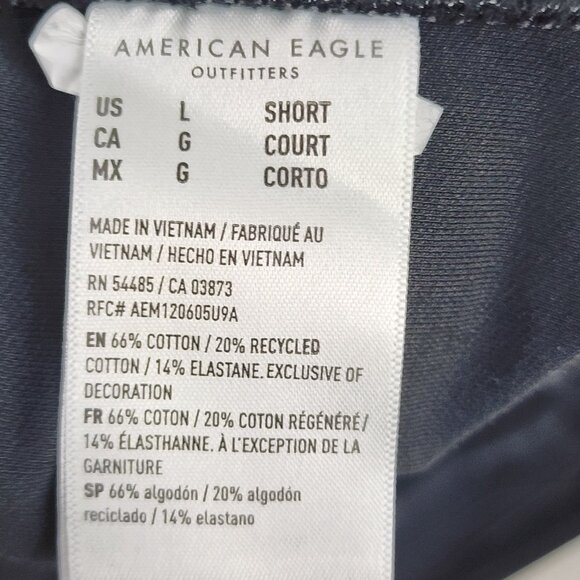 AMERICAN EAGLE
OUTFITTERS
US L SHORT
CA G COURT
MX G CORTO
MADE IN VIETNAM / FABRIQUÉ AU
VIETNAM / HECHO EN VIETNAM
RN 54485 / CA 03873
RFC# AEM120605U9A
EN 66% COTTON / 20% RECYCLED
COTTON / 14% ELASTANE.EXCLUSIVE OF
DECORATION
FR 66% COTON / 20% COTON RÉGÉNÉRÉ/
14% ÉLASTHANNE. À L'EXCEPTION DE LA
GARNITURE
SP 66% algodón / 20% algodón
reciclado / 14% elastano